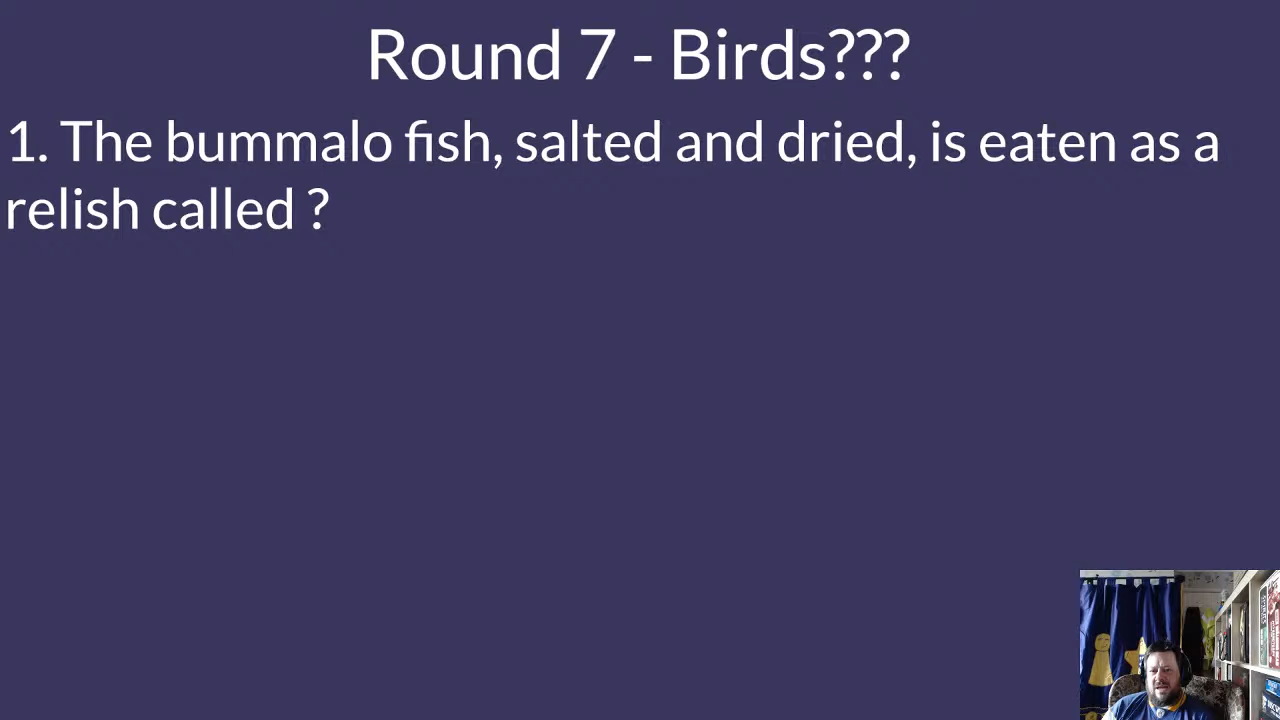 Round 7 - Birds???
1. The bummalo fish, salted and dried, is eaten as a
relish called ?